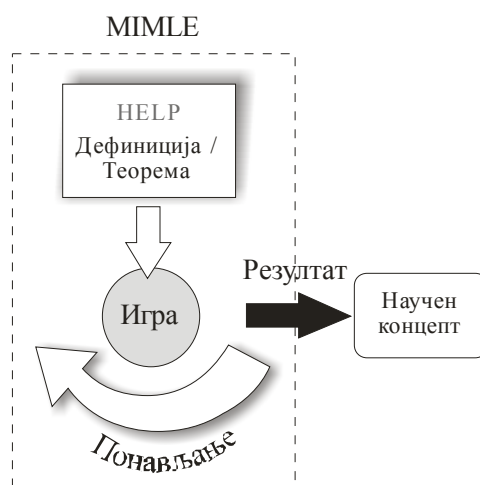 MIMLE
HELP
Дефиниција /
Теорема
Резултат
Игра
Научен
концепт
Понављање